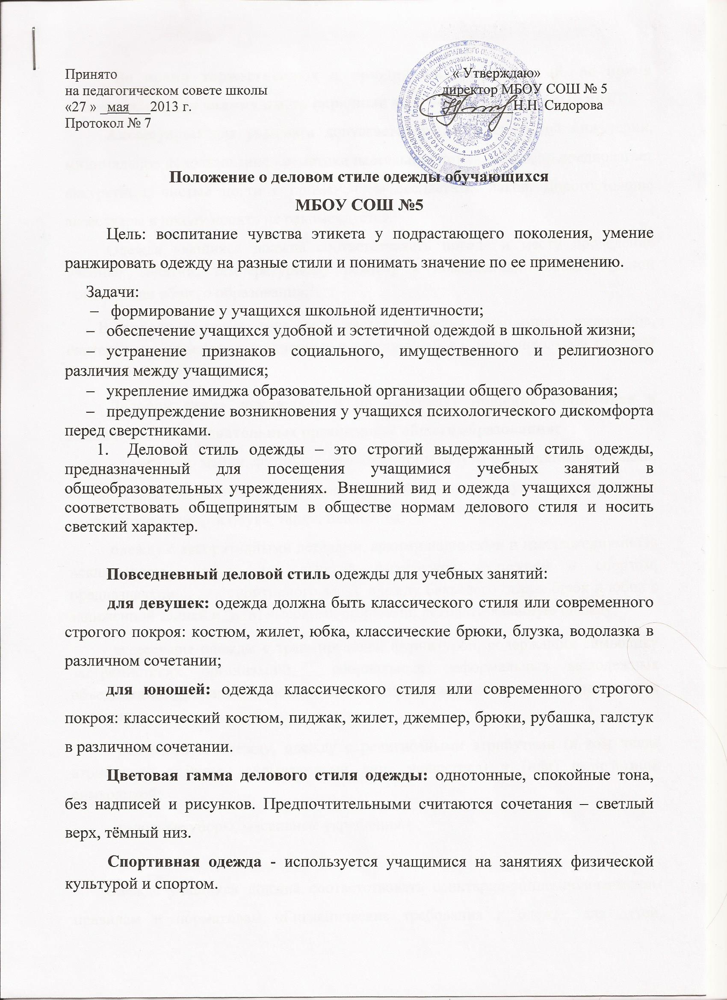 Принято
на педагогическом совете школы
«27 » _мая___2013 г.
Протокол № 7
« Утверждаю»
директор МБОУ СОШ № 5
Н.Н. Сидорова
Положение о деловом стиле одежды обучающихся
МБОУ СОШ №5
Цель: воспитание чувства этикета у подрастающего поколения, умение
ранжировать одежду на разные стили и понимать значение по ее применению.
Задачи:
– формирование у учащихся школьной идентичности;
– обеспечение учащихся удобной и эстетичной одеждой в школьной жизни;
– устранение признаков социального, имущественного и религиозного
различия между учащимися;
– укрепление имиджа образовательной организации общего образования;
– предупреждение возникновения у учащихся психологического дискомфорта
перед сверстниками.
1. Деловой стиль одежды – это строгий выдержанный стиль одежды,
предназначенный для посещения учащимися учебных занятий в
общеобразовательных учреждениях. Внешний вид и одежда учащихся должны
соответствовать общепринятым в обществе нормам делового стиля и носить
светский характер.
Повседневный деловой стиль одежды для учебных занятий:
для девушек: одежда должна быть классического стиля или современного
строгого покроя: костюм, жилет, юбка, классические брюки, блузка, водолазка в
различном сочетании;
для юношей: одежда классического стиля или современного строгого
покроя: классический костюм, пиджак, жилет, джемпер, брюки, рубашка, галстук
в различном сочетании.
Цветовая гамма делового стиля одежды: однотонные, спокойные тона,
без надписей и рисунков. Предпочтительными считаются сочетания – светлый
верх, тёмный низ.
Спортивная одежда - используется учащимися на занятиях физической
культурой и спортом.